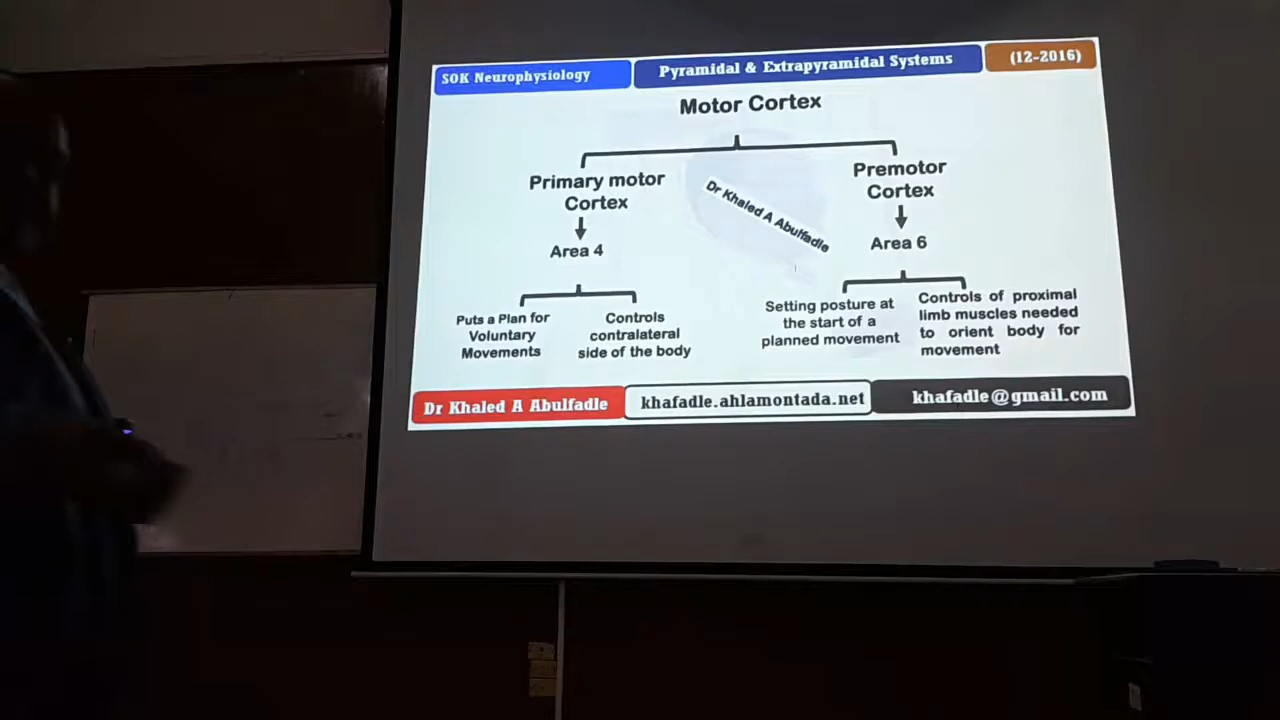 SOK Neurophysiology
Pyramidal & Extrapyramidal Systems
(12-2016)
Motor Cortex
Primary motor
Cortex
Area 4
Puts a Plan for
Voluntary
Movements
Controls
contralateral
side of the body
Dr Khaled A Abulfadle
Premotor
Cortex
Area 6
Setting posture at
the start of a
planned movement
Controls of proximal
limb muscles needed
to orient body for
movement
Dr Khaled A Abulfadle
khafadle.ahlamontada.net
khafadle@gmail.com